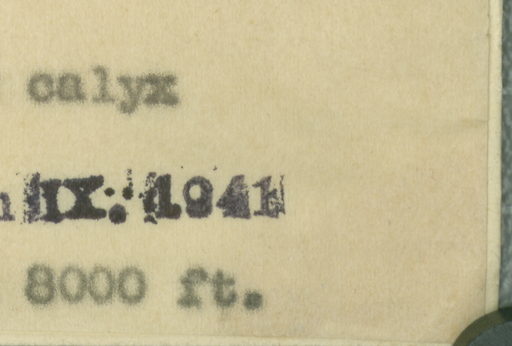 calyx
IX. 1941
8000 ft.